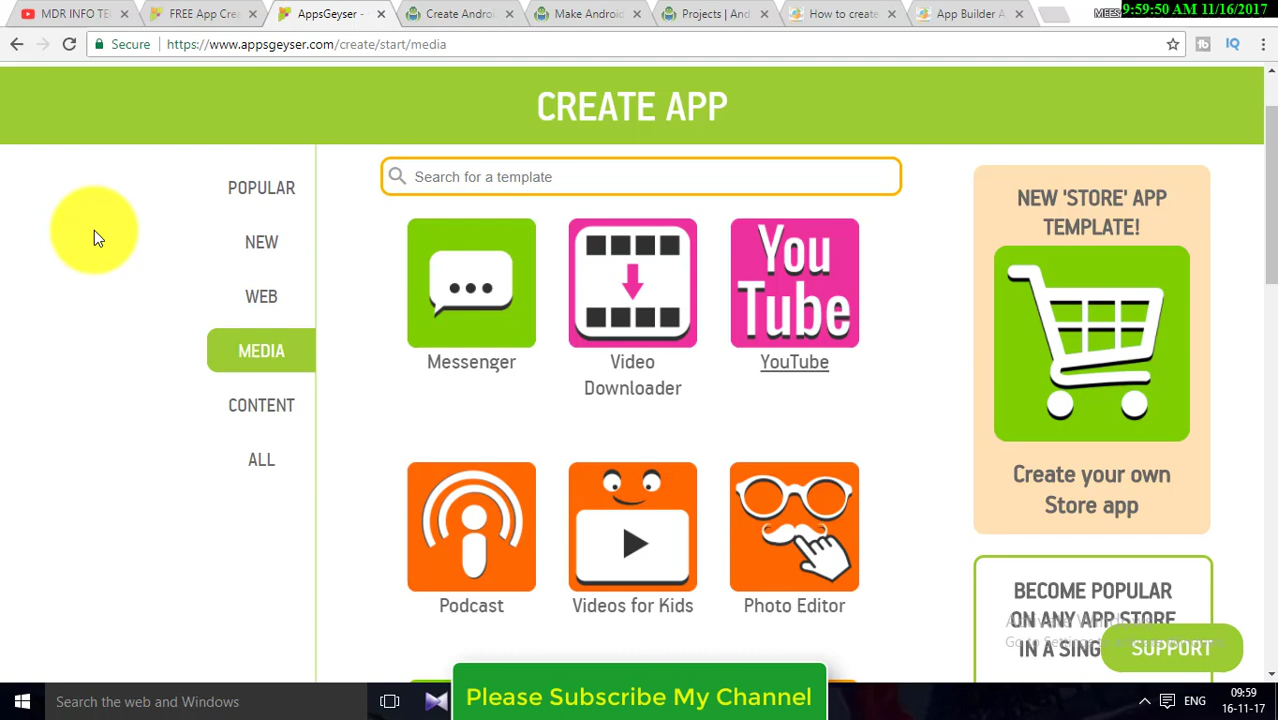 MDR INFO TE
FREE App Cre
AppsGeyser -
Create Andro
Make Androi
Projects | An
How to create
App Builder A
9:59:50 AM 11/16/2017
Secure
https://www.appsgeyser.com/create/start/media
CREATE APP
Search for a template
POPULAR
NEW
WEB
MEDIA
CONTENT
ALL
Messenger
Video
Downloader
You
Tube
YouTube
Podcast
Videos for Kids
Photo Editor
NEW 'STORE' APP
TEMPLATE!
Create your own
Store app
BECOME POPULAR
ON ANY APP STORE
IN A SING
SUPPORT
Please Subscribe My Channel
Search the web and Windows
ENG
09:59
16-11-17